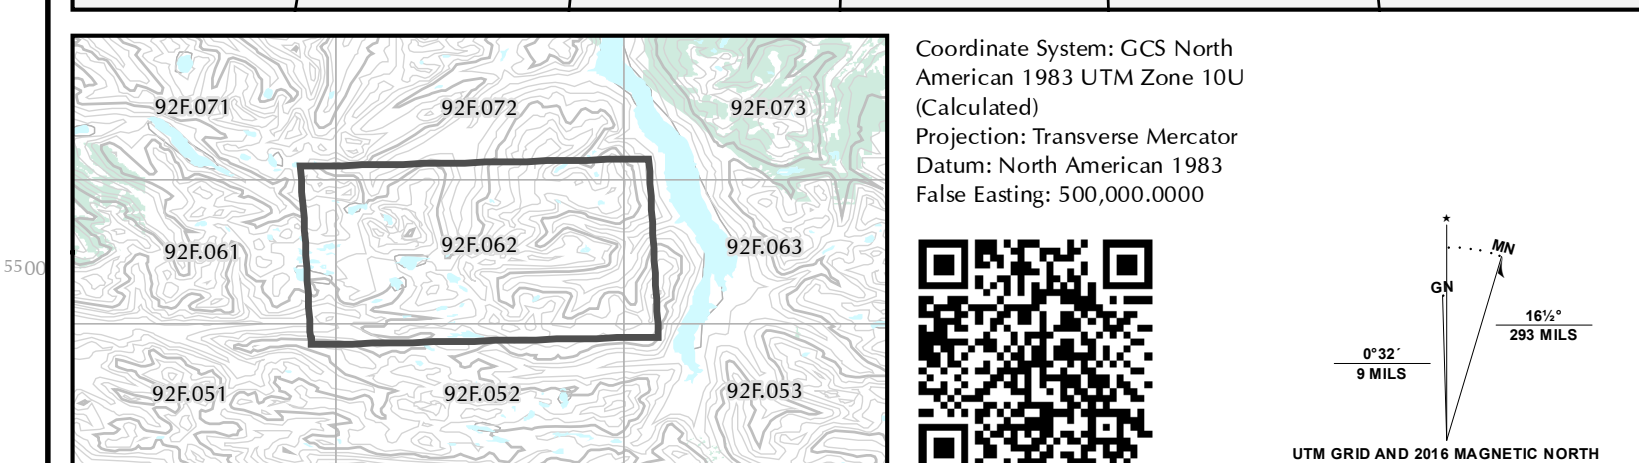 92F.071
92F.072
92F.073
5500
92F.061
92F.062
92F.063
92F.051
92F.052
92F.053
Coordinate System: GCS North
American 1983 UTM Zone 10U
(Calculated)
Projection: Transverse Mercator
Datum: North American 1983
False Easting: 500,000.0000
MN
GN
16½°
293 MILS
0°32´
9 MILS
UTM GRID AND 2016 MAGNETIC NORTH